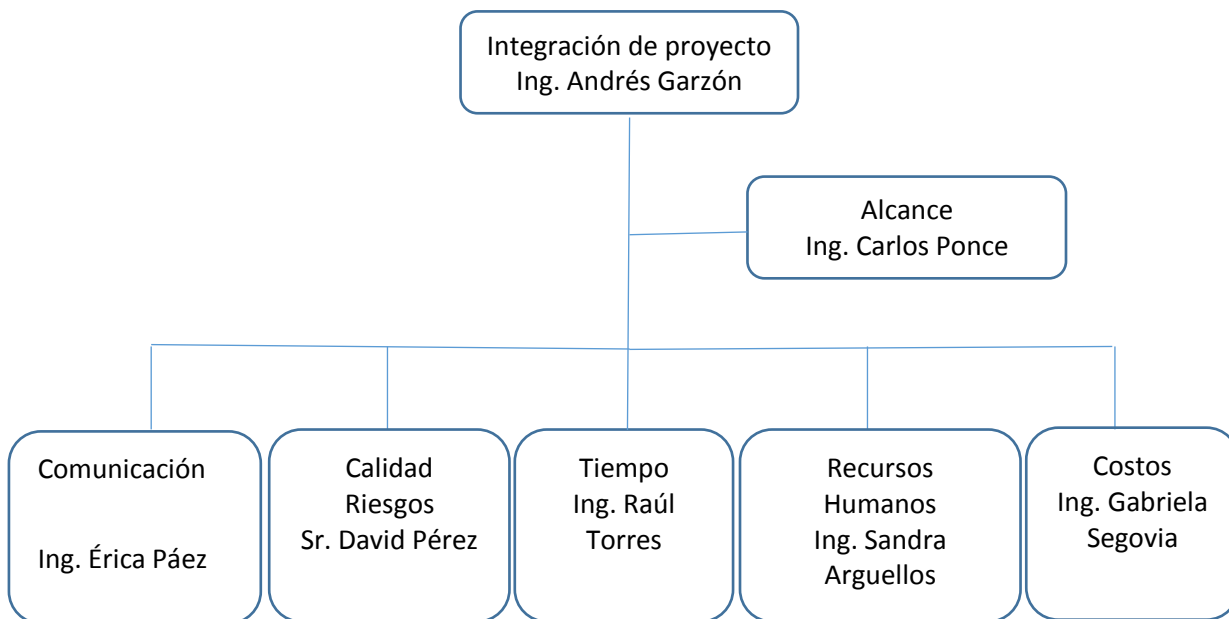 Integración de proyecto
Ing. Andrés Garzón
Alcance
Ing. Carlos Ponce
Comunicación
Ing. Érica Páez
Calidad
Riesgos
Sr. David Pérez
Tiempo
Ing. Raúl
Torres
Recursos
Humanos
Ing. Sandra
Arguellos
Costos
Ing. Gabriela
Segovia